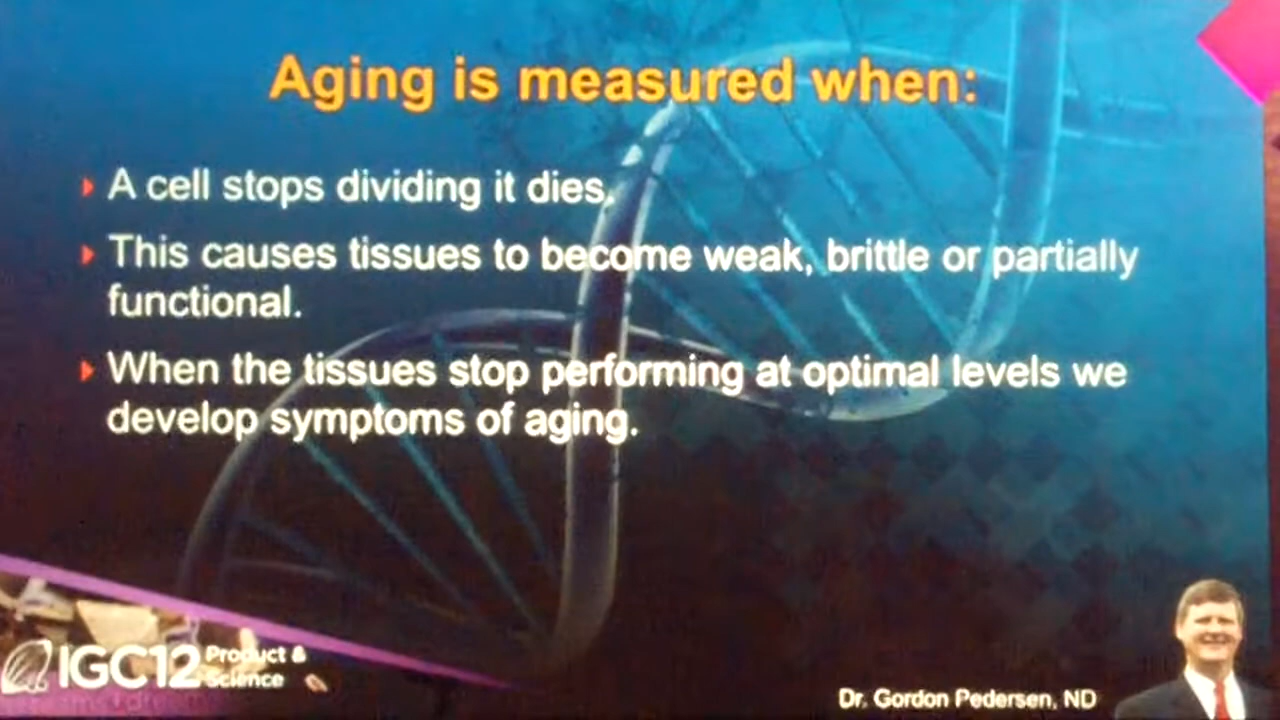 Aging is measured when:
A cell stops dividing it dies.
This causes tissues to become weak, brittle or partially
functional.
When the tissues stop performing at optimal levels we
develop symptoms of aging.
IGC12 Product &
Science
Dr. Gordon Pedersen, ND